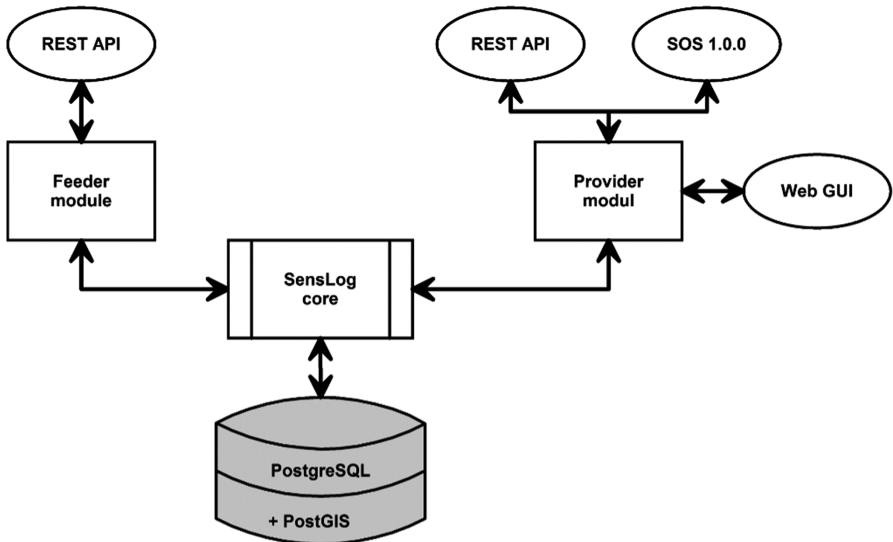 REST API
REST API
SOS 1.0.0
Feeder
module
Provider
modul
Web GUI
SensLog
core
PostgreSQL
+ PostGIS